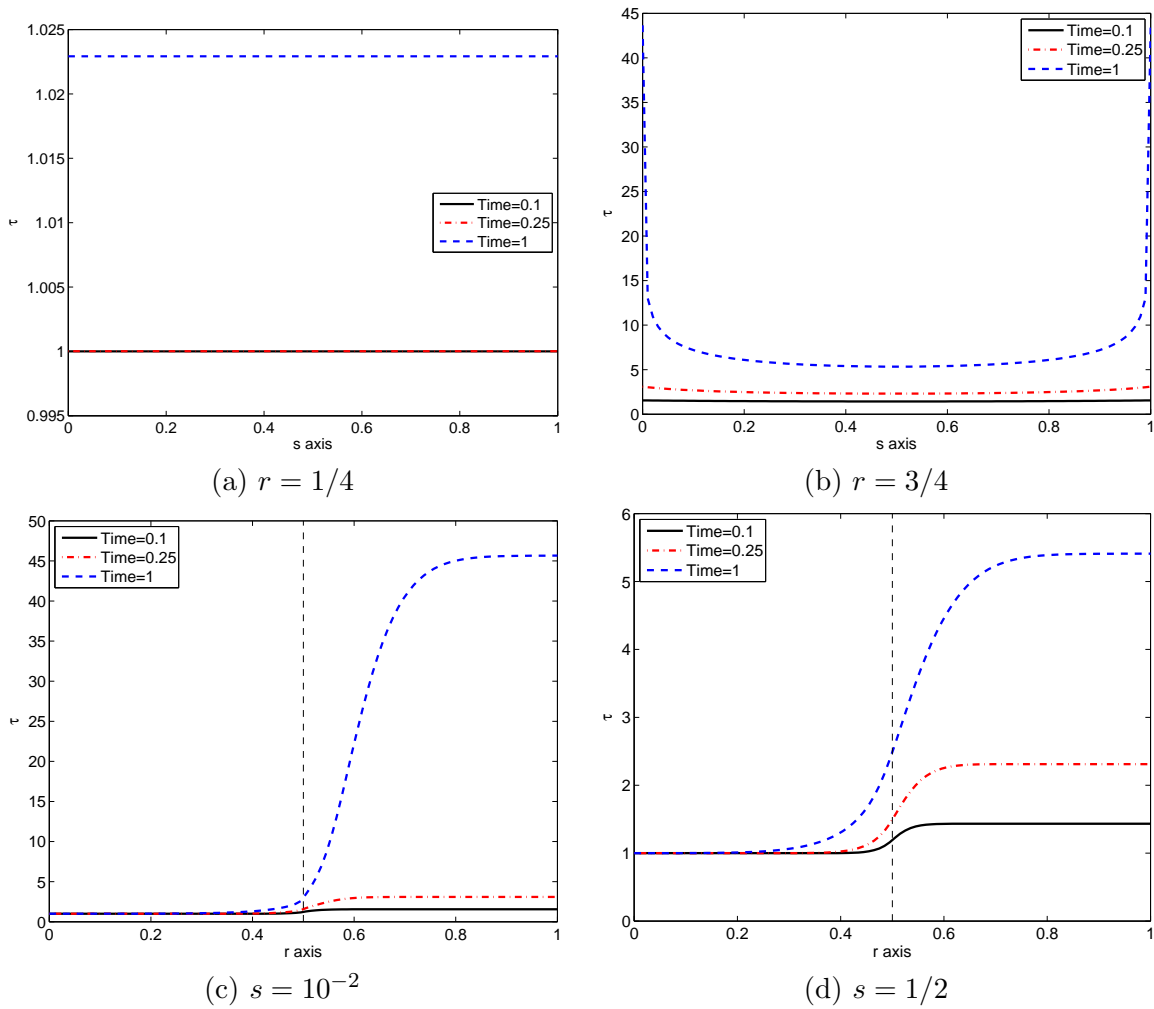 1.025
1.02
1.015
1.01
1.005
1
0.995
τ
Time=0.1
Time=0.25
Time=1
0 0.2 0.4 0.6 0.8 1
s axis
(a) r = 1/4
45
40
35
30
25
20
15
10
5
0
τ
Time=0.1
Time=0.25
Time=1
0 0.2 0.4 0.6 0.8 1
s axis
(b) r = 3/4
50
45
40
35
30
25
20
15
10
5
0
τ
Time=0.1
Time=0.25
Time=1
0 0.2 0.4 0.6 0.8 1
r axis
(c) s = 10⁻²
6
5
4
3
2
1
0
τ
Time=0.1
Time=0.25
Time=1
0 0.2 0.4 0.6 0.8 1
r axis
(d) s = 1/2